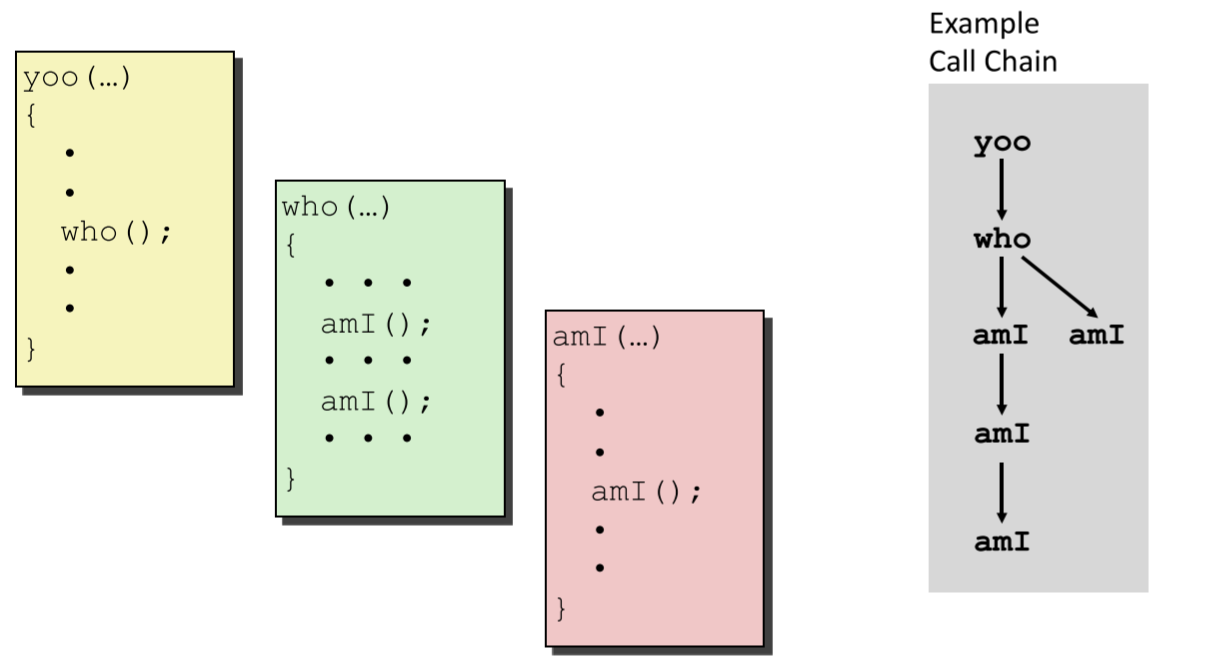 yoo(…)
{
•
•
who();
•
•
}
who(…)
{
• • •
amI();
• • •
amI();
• • •
}
amI(…)
{
•
•
amI();
•
•
}
Example
Call Chain
yoo
who
amI amI
amI
amI